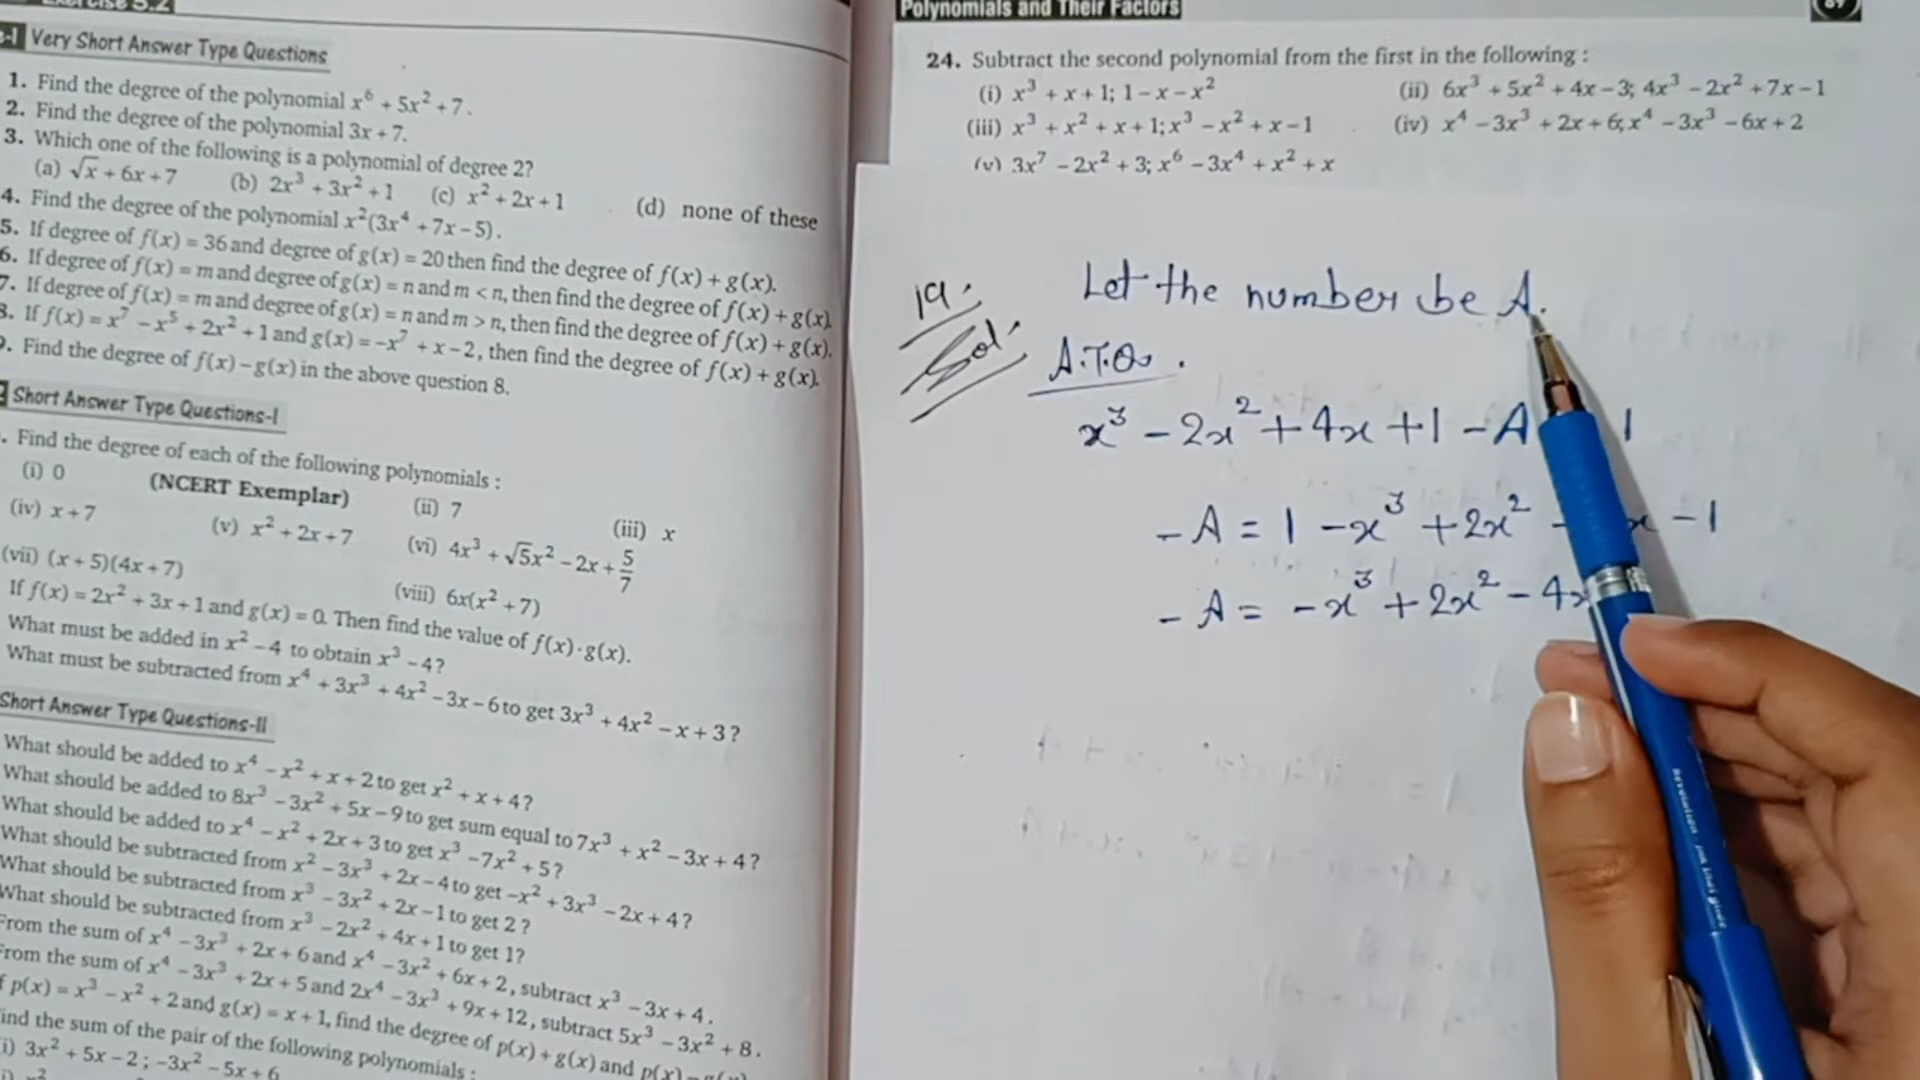 Exercise 5.2
Very Short Answer Type Questions
1. Find the degree of the polynomial x⁶ + 5x² + 7.
2. Find the degree of the polynomial 3x + 7.
3. Which one of the following is a polynomial of degree 2?
(a) √x + 6x + 7 (b) 2x³ + 3x² + 1 (c) x² + 2x + 1 (d) none of these
4. Find the degree of the polynomial x²(3x⁴ + 7x − 5).
5. If degree of f(x) = 36 and degree of g(x) = 20 then find the degree of f(x) + g(x).
6. If degree of f(x) = m and degree of g(x) = n and m < n, then find the degree of f(x) + g(x).
7. If degree of f(x) = m and degree of g(x) = n and m > n, then find the degree of f(x) + g(x).
8. If f(x) = x⁷ − x⁵ + 2x² + 1 and g(x) = −x⁷ + x − 2, then find the degree of f(x) + g(x).
9. Find the degree of f(x) − g(x) in the above question 8.
Short Answer Type Questions-I
. Find the degree of each of the following polynomials :
(NCERT Exemplar)
(i) 0 (ii) 7 (iii) x
(iv) x + 7 (v) x² + 2x + 7 (vi) 4x³ + √5x² − 2x + 5/7
(vii) (x + 5)(4x + 7) (viii) 6x(x² + 7)
If f(x) = 2x² + 3x + 1 and g(x) = 0. Then find the value of f(x)·g(x).
What must be added in x² − 4 to obtain x³ − 4?
What must be subtracted from x⁴ + 3x³ + 4x² − 3x − 6 to get 3x³ + 4x² − x + 3?
Short Answer Type Questions-II
What should be added to x⁴ − x² + x + 2 to get x² + x + 4?
What should be added to 8x³ − 3x² + 5x − 9 to get sum equal to 7x³ + x² − 3x + 4?
What should be added to x⁴ − x² + 2x + 3 to get x³ − 7x² + 5?
What should be subtracted from x² − 3x³ + 2x − 4 to get −x² + 3x³ − 2x + 4?
What should be subtracted from x³ − 3x² + 2x − 1 to get 2?
What should be subtracted from x³ − 2x² + 4x + 1 to get 1?
From the sum of x⁴ − 3x³ + 2x + 6 and x⁴ − 3x² + 6x + 2, subtract x³ − 3x + 4.
From the sum of x⁴ − 3x³ + 2x + 5 and 2x⁴ − 3x³ + 9x + 12, subtract 5x³ − 3x² + 8.
f p(x) = x³ − x² + 2 and g(x) = x + 1, find the degree of p(x) + g(x) and p(x) − g(x).
ind the sum of the pair of the following polynomials :
i) 3x² + 5x − 2 ; −3x² − 5x + 6
Polynomials and Their Factors
24. Subtract the second polynomial from the first in the following :
(i) x³ + x + 1; 1 − x − x² (ii) 6x³ + 5x² + 4x − 3; 4x³ − 2x² + 7x − 1
(iii) x³ + x² + x + 1; x³ − x² + x − 1 (iv) x⁴ − 3x³ + 2x + 6; x⁴ − 3x³ − 6x + 2
(v) 3x⁷ − 2x² + 3; x⁶ − 3x⁴ + x² + x
19. Let the number be A.
Sol. A.T.Q.
x³ − 2x² + 4x + 1 − A 1
− A = 1 − x³ + 2x² − x − 1
− A = − x³ + 2x² − 4x